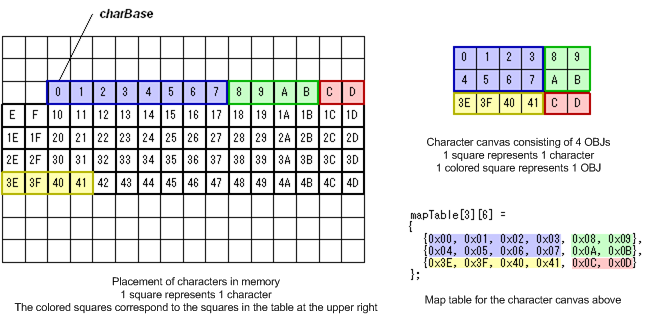 charBase
0 1 2 3 4 5 6 7 8 9 A B C D
E F 10 11 12 13 14 15 16 17 18 19 1A 1B 1C 1D
1E 1F 20 21 22 23 24 25 26 27 28 29 2A 2B 2C 2D
2E 2F 30 31 32 33 34 35 36 37 38 39 3A 3B 3C 3D
3E 3F 40 41 42 43 44 45 46 47 48 49 4A 4B 4C 4D
Placement of characters in memory
1 square represents 1 character
The colored squares correspond to the squares in the table at the upper right
0 1 2 3 8 9
4 5 6 7 A B
3E 3F 40 41 C D
Character canvas consisting of 4 OBJs
1 square represents 1 character
1 colored square represents 1 OBJ
mapTable[3][6] =
{
{0x00, 0x01, 0x02, 0x03, 0x08, 0x09},
{0x04, 0x05, 0x06, 0x07, 0x0A, 0x0B},
{0x3E, 0x3F, 0x40, 0x41, 0x0C, 0x0D}
};
Map table for the character canvas above